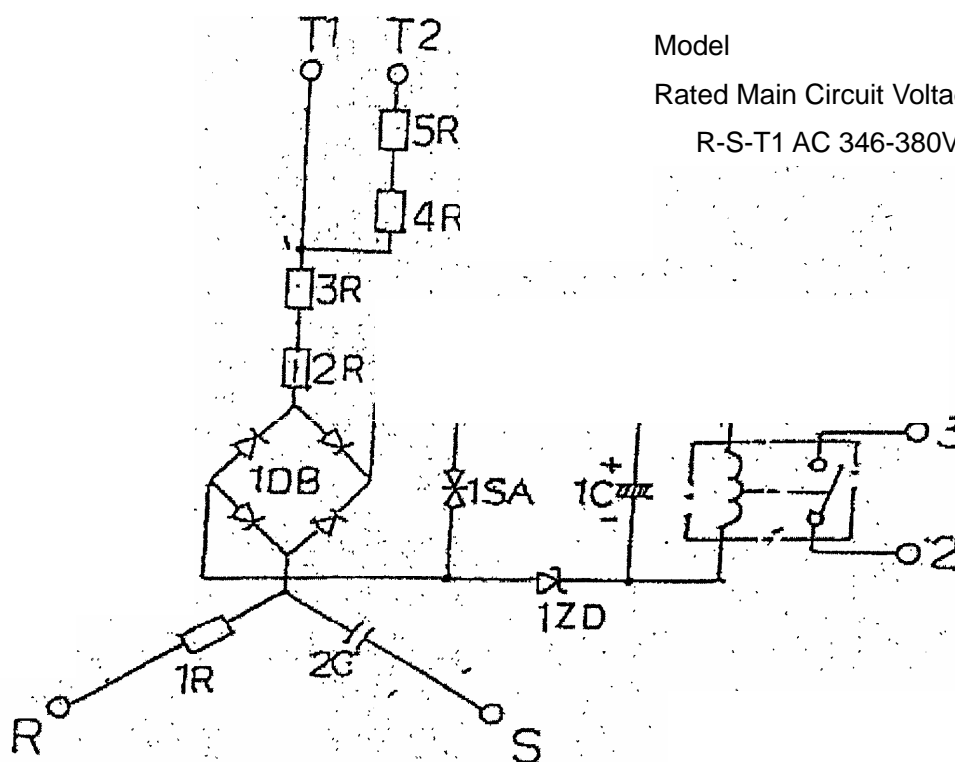 T1 T2
Model
Rated Main Circuit
R-S-T1 AC 346-380V
5R
4R
3R
2R
1DB
1SA
1C
+
-
3
2
1ZD
1R
2C
R
S